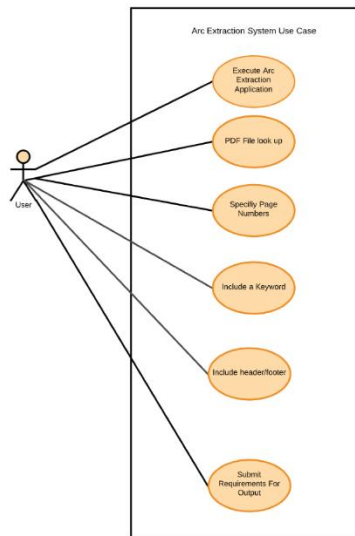 Arc Extraction System Use Case
Execute Arc
Extraction
Application
PDF File look up
User
Specifiy Page
Numbers
Include a Keyword
Include header/footer
Submit
Requirements For
Output